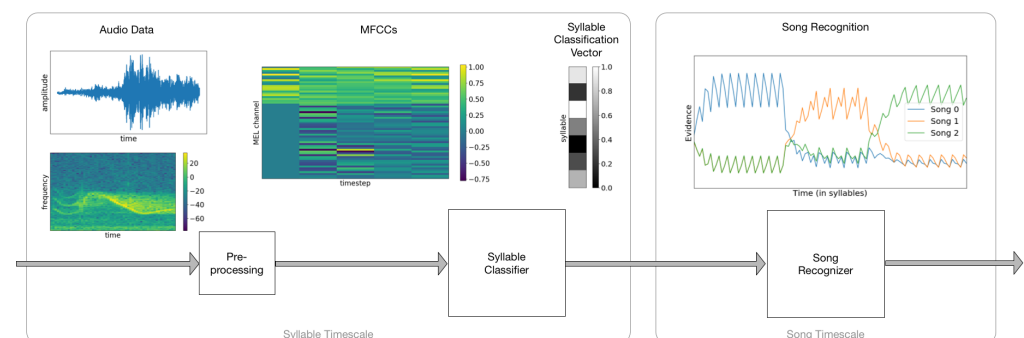 Audio Data
MFCCs
Syllable
Classification
Vector
Song Recognition
amplitude
time
MEL channel
timestep
1.00
0.75
0.50
0.25
0.00
−0.25
−0.50
−0.75
syllable
1.0
0.8
0.6
0.4
0.2
0.0
Evidence
Song 0
Song 1
Song 2
Time (in syllables)
frequency
time
20
0
−20
−40
−60
Pre-
processing
Syllable
Classifier
Song
Recognizer
Syllable Timescale
Song Timescale